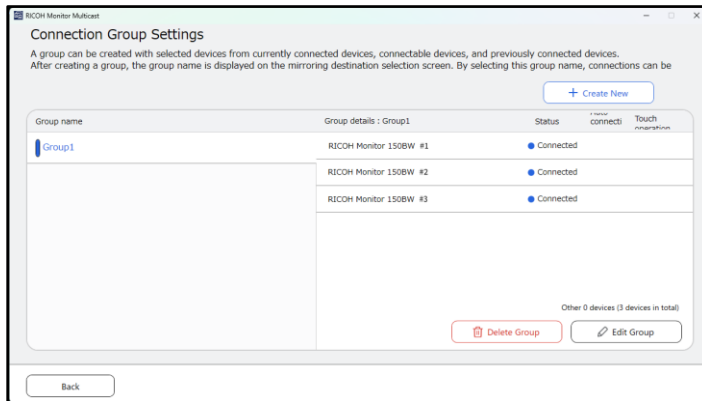 RICOH Monitor Multicast
Connection Group Settings
A group can be created with selected devices from currently connected devices, connectable devices, and previously connected devices.
After creating a group, the group name is displayed on the mirroring destination selection screen. By selecting this group name, connections can be
+ Create New
Group name
Group details : Group1
Status
connecti
Touch
operation
Group1
RICOH Monitor 150BW #1
Connected
RICOH Monitor 150BW #2
Connected
RICOH Monitor 150BW #3
Connected
Other 0 devices (3 devices in total)
Delete Group
Edit Group
Back